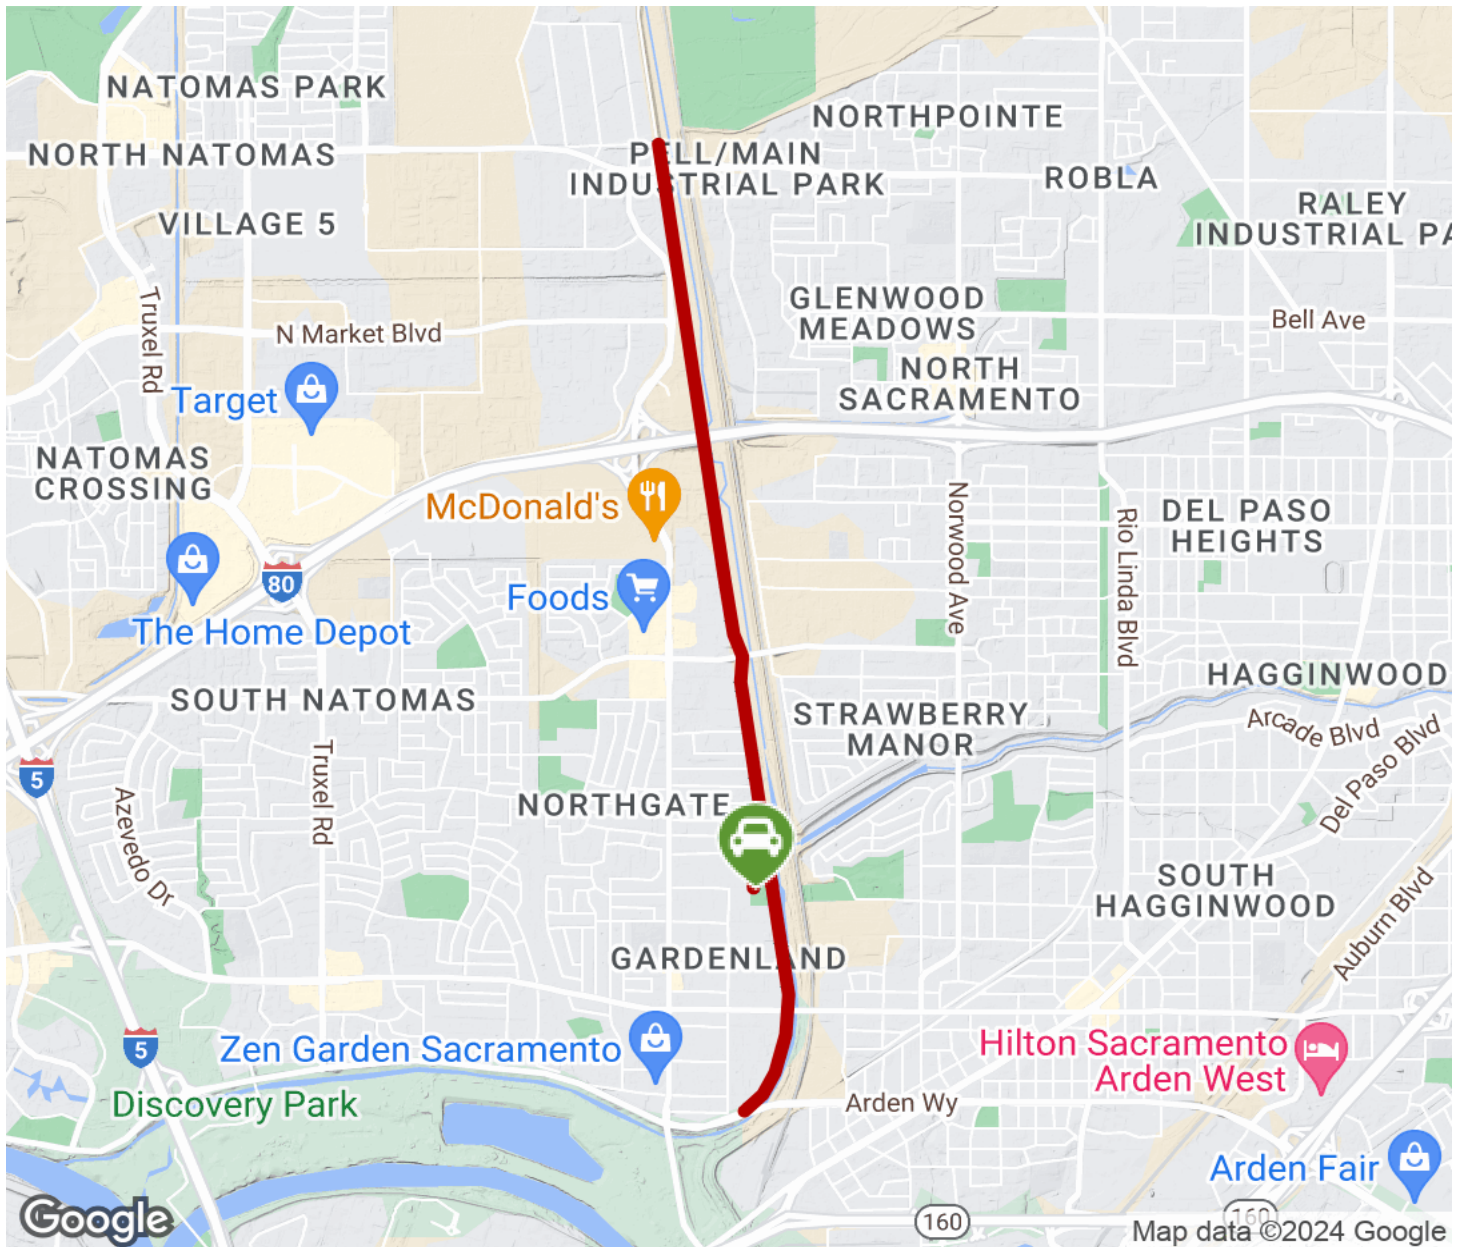 NATOMAS PARK
NORTHPOINTE
NORTH NATOMAS
PELL/MAIN
INDUSTRIAL PARK
ROBLA
VILLAGE 5
RALEY
INDUSTRIAL PA
Truxel Rd
N Market Blvd
GLENWOOD
MEADOWS
Bell Ave
Target
NORTH
SACRAMENTO
NATOMAS
CROSSING
McDonald's
Norwood Ave
Rio Linda Blvd
DEL PASO
HEIGHTS
80
Foods
The Home Depot
HAGGINWOOD
SOUTH NATOMAS
STRAWBERRY
MANOR
Arcade Blvd
Del Paso Blvd
5
Azevedo Dr
Truxel Rd
NORTHGATE
SOUTH
HAGGINWOOD
Auburn Blvd
GARDENLAND
5
Zen Garden Sacramento
Hilton Sacramento
Arden West
Discovery Park
Arden Wy
Arden Fair
Google
160
160
Map data ©2024 Google